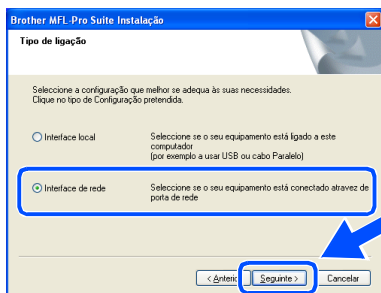 Brother MFL-Pro Suite Instalação
Tipo de ligação
Seleccione a configuração que melhor se adequa às suas necessidades.
Clique no tipo de Configuração pretendida.
Interface local
Seleccione se o seu equipamento está ligado a este
computador
(por exemplo a usar USB ou cabo Paralelo)
Interface de rede
Seleccione se o seu equipamento está conectado atravez de
porta de rede
< Anterio
Seguinte >
Cancelar